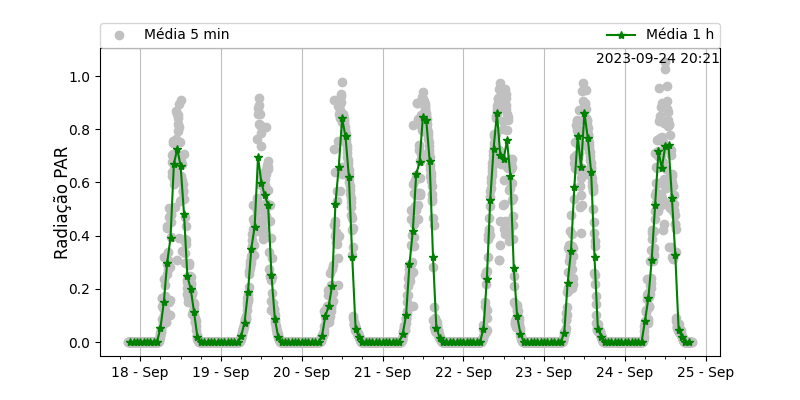 Média 5 min
Média 1 h
2023-09-24 20:21
Radiação PAR
1.0
0.8
0.6
0.4
0.2
0.0
18 - Sep
19 - Sep
20 - Sep
21 - Sep
22 - Sep
23 - Sep
24 - Sep
25 - Sep